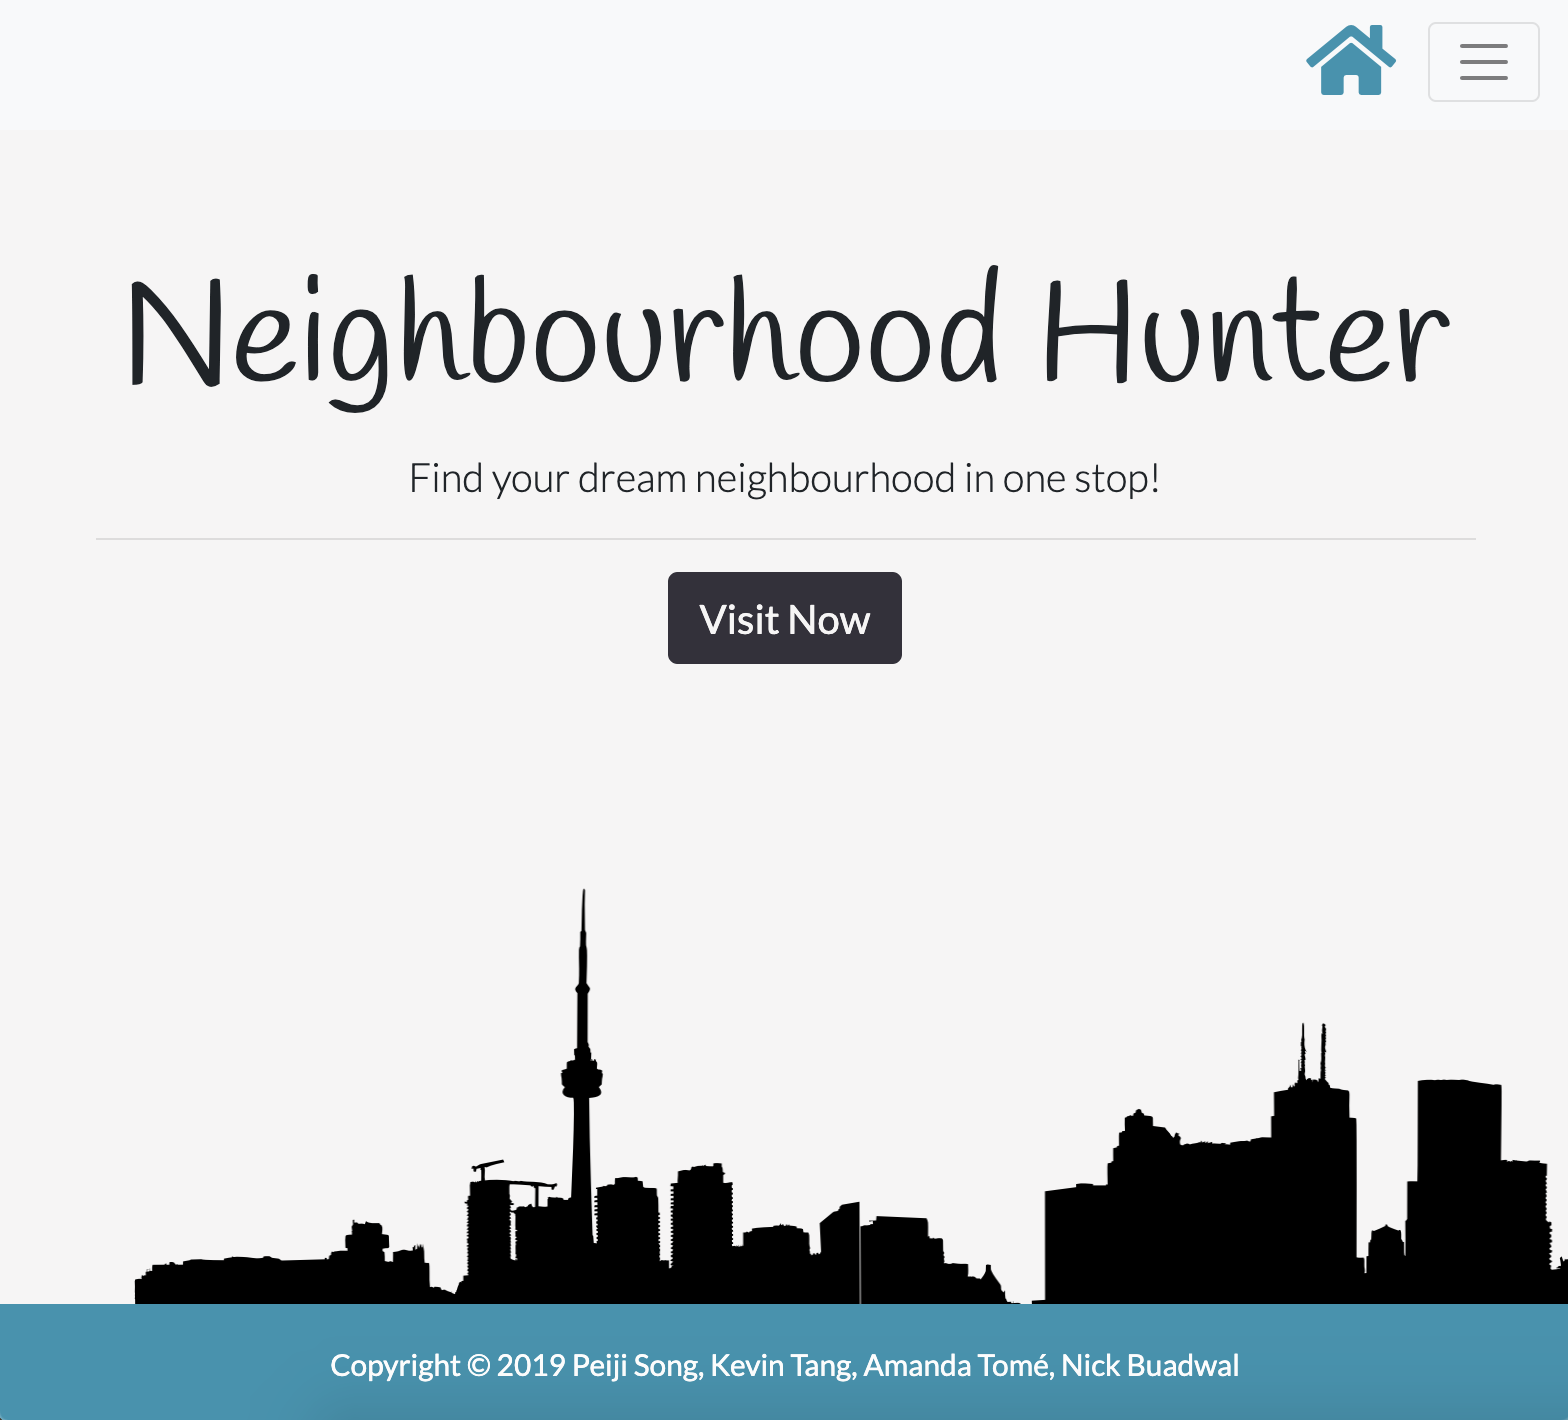 Neighbourhood Hunter
Find your dream neighbourhood in one stop!
Visit Now
Copyright © 2019 Peiji Song, Kevin Tang, Amanda Tomé, Nick Buadwal